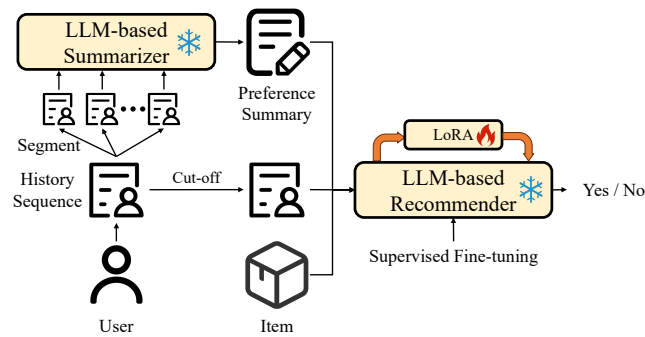 LLM-based
Summarizer
Preference
Summary
Segment
History
Sequence
Cut-off
LoRA
LLM-based
Recommender
Yes / No
Supervised Fine-tuning
User
Item